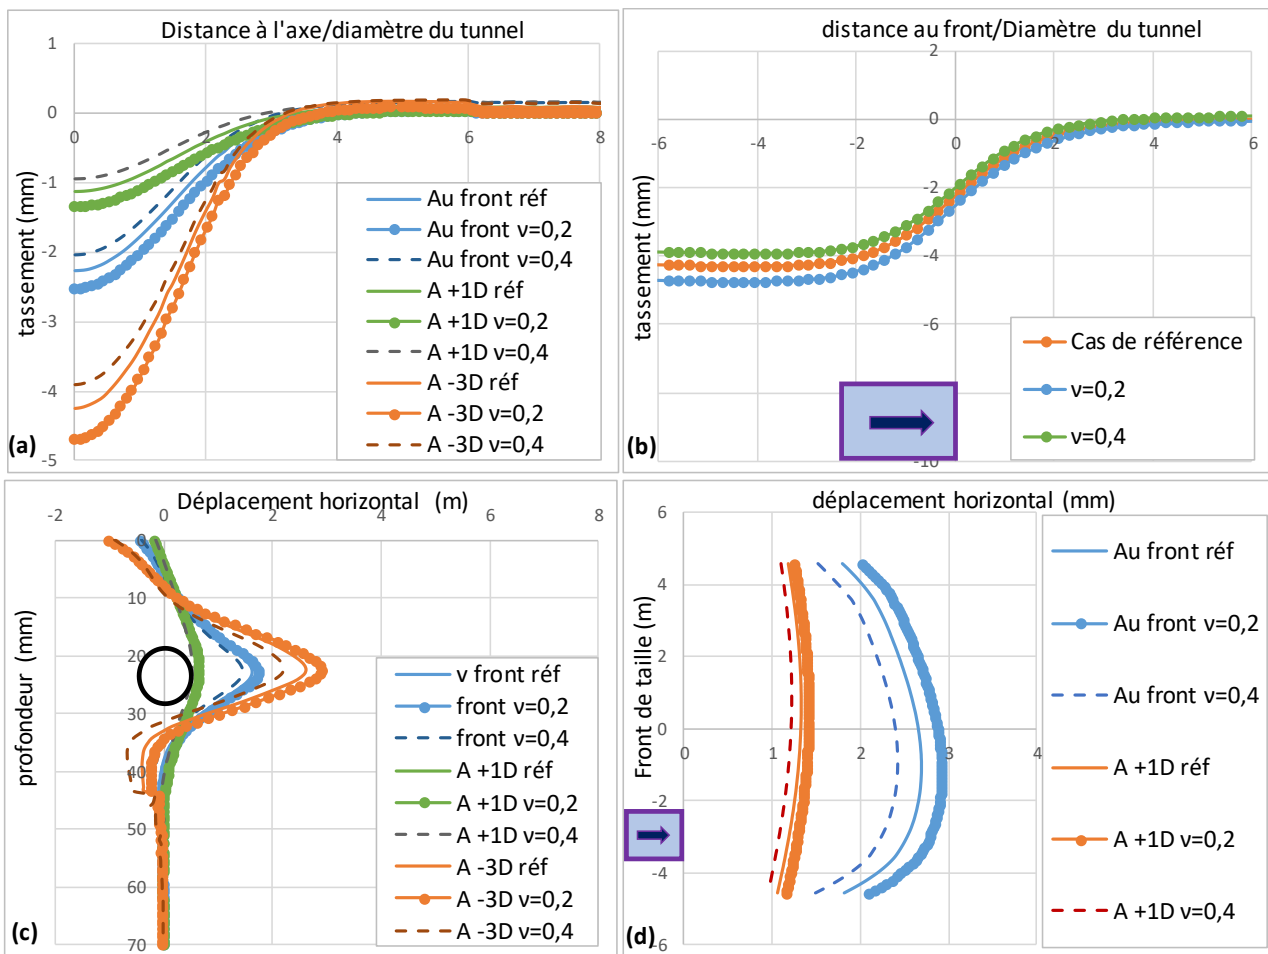 Distance à l'axe/diamètre du tunnel
1
0
-1
-2
-3
-4
-5
0
2
4
6
8
tassement (mm)
Au front réf
Au front ν=0,2
Au front ν=0,4
A +1D réf
A +1D ν=0,2
A +1D ν=0,4
A -3D réf
A -3D ν=0,2
A -3D ν=0,4
(a)
distance au front/Diamètre du tunnel
2
0
-2
-4
-6
-10
-6
-4
-2
0
2
4
6
tassement (mm)
Cas de référence
ν=0,2
ν=0,4
(b)
Déplacement horizontal (m)
-2
0
2
4
6
8
0
10
20
30
40
50
60
70
profondeur (mm)
v front réf
front ν=0,2
front ν=0,4
A +1D réf
A +1D ν=0,2
A +1D ν=0,4
A -3D réf
A -3D ν=0,2
A -3D ν=0,4
(c)
déplacement horizontal (mm)
6
4
2
0
-2
-4
-6
0
1
2
3
4
Front de taille (m)
Au front réf
Au front ν=0,2
Au front ν=0,4
A +1D réf
A +1D ν=0,2
A +1D ν=0,4
(d)